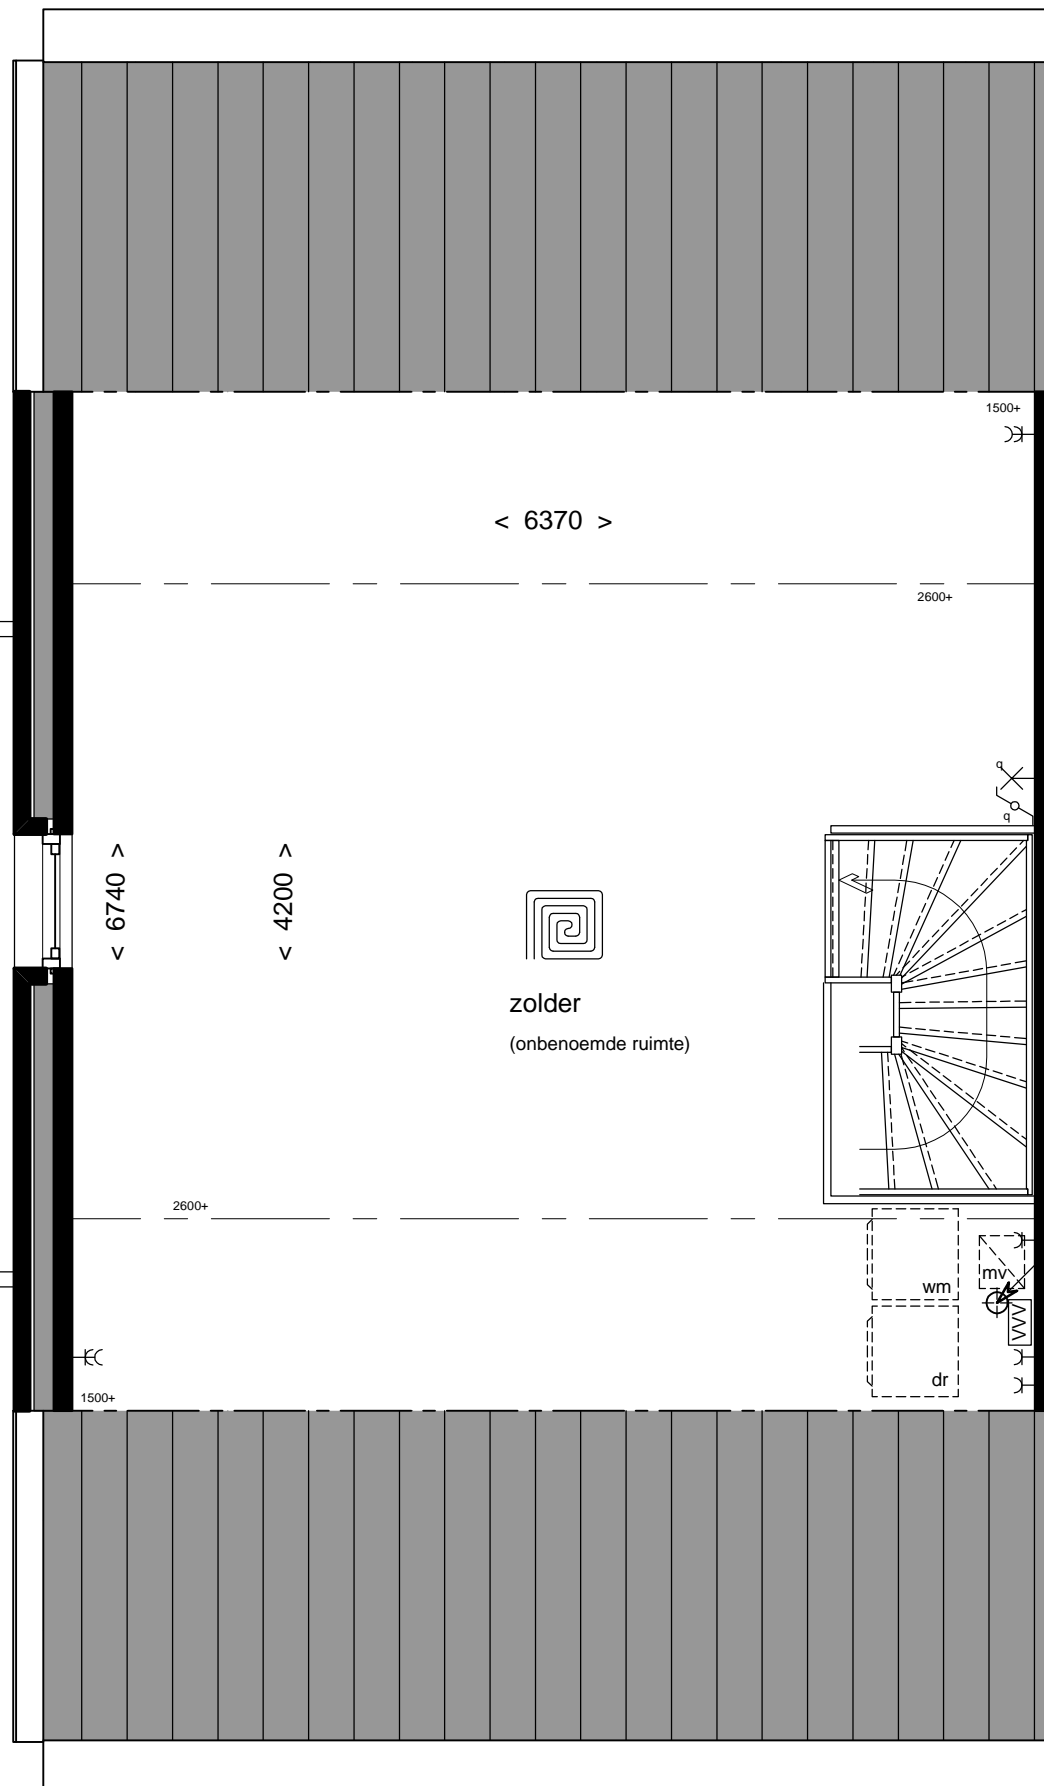 1500+
< 6370 >
2600+
q
q
< 6740 >
< 4200 >
zolder
(onbenoemde ruimte)
2600+
mv
wm
dr
1500+